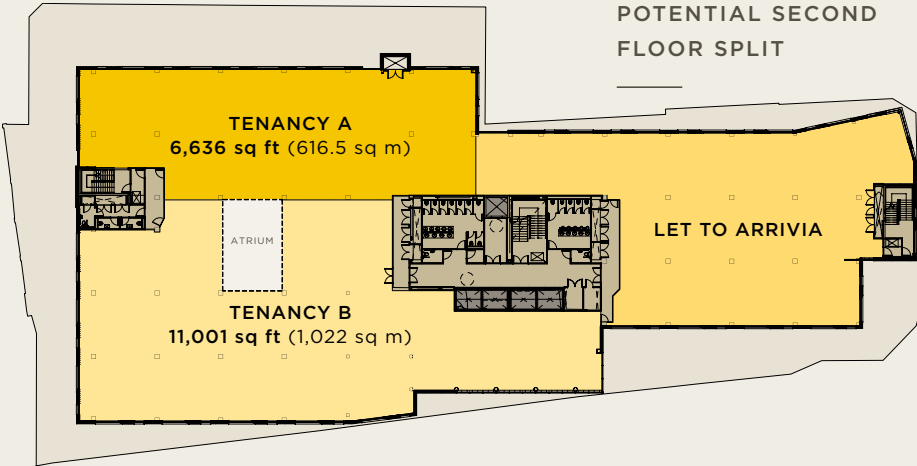 POTENTIAL SECOND
FLOOR SPLIT
TENANCY A
6,636 sq ft (616.5 sq m)
ATRIUM
LET TO ARRIVIA
TENANCY B
11,001 sq ft (1,022 sq m)